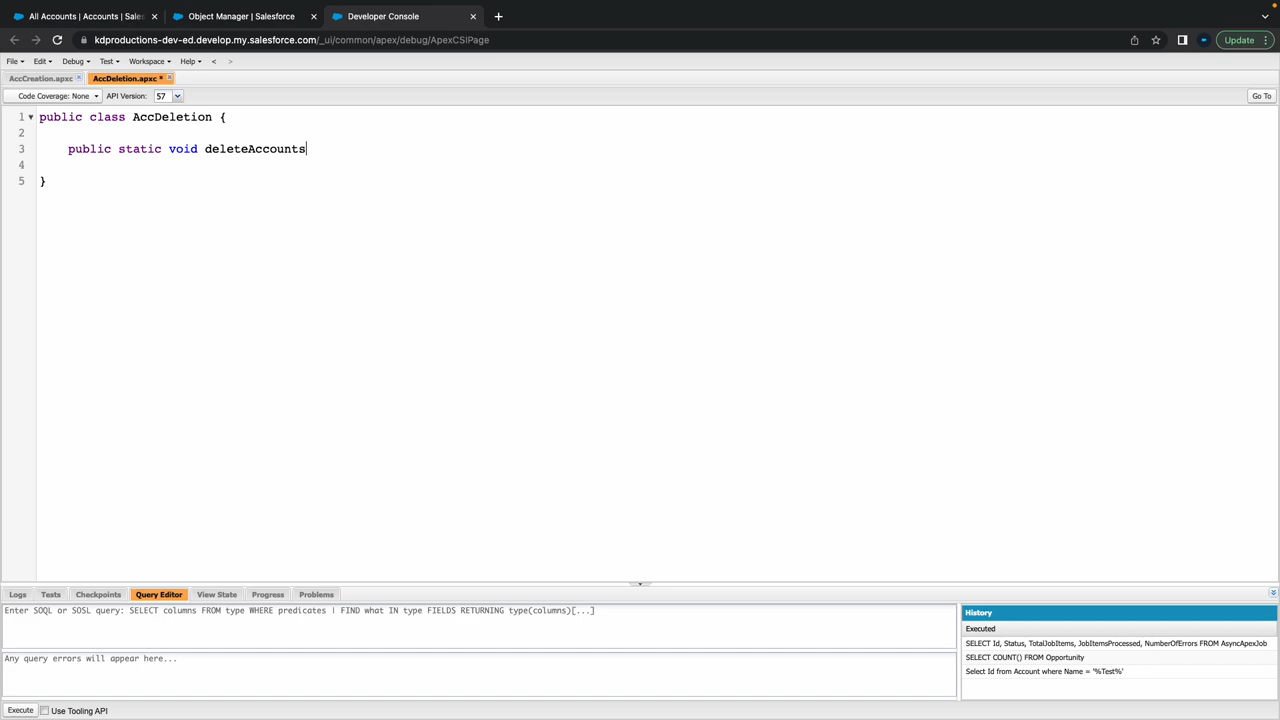 All Accounts | Accounts | Sales
Object Manager | Salesforce
Developer Console
kdproductions-dev-ed.develop.my.salesforce.com/_ui/common/apex/debug/ApexCSIPage
Update
File Edit Debug Test Workspace Help < >
AccCreation.apxc
AccDeletion.apxc *
Code Coverage: None API Version: 57 Go To
1 public class AccDeletion {
2
3 public static void deleteAccounts
4
5 }
Logs Tests Checkpoints Query Editor View State Progress Problems
Enter SOQL or SOSL query: SELECT columns FROM type WHERE predicates | FIND what IN type FIELDS RETURNING type(columns)[...]
Any query errors will appear here...
History
Executed
SELECT Id, Status, TotalJobItems, JobItemsProcessed, NumberOfErrors FROM AsyncApexJob
SELECT COUNT() FROM Opportunity
Select Id from Account where Name = '%Test%'
Execute Use Tooling API